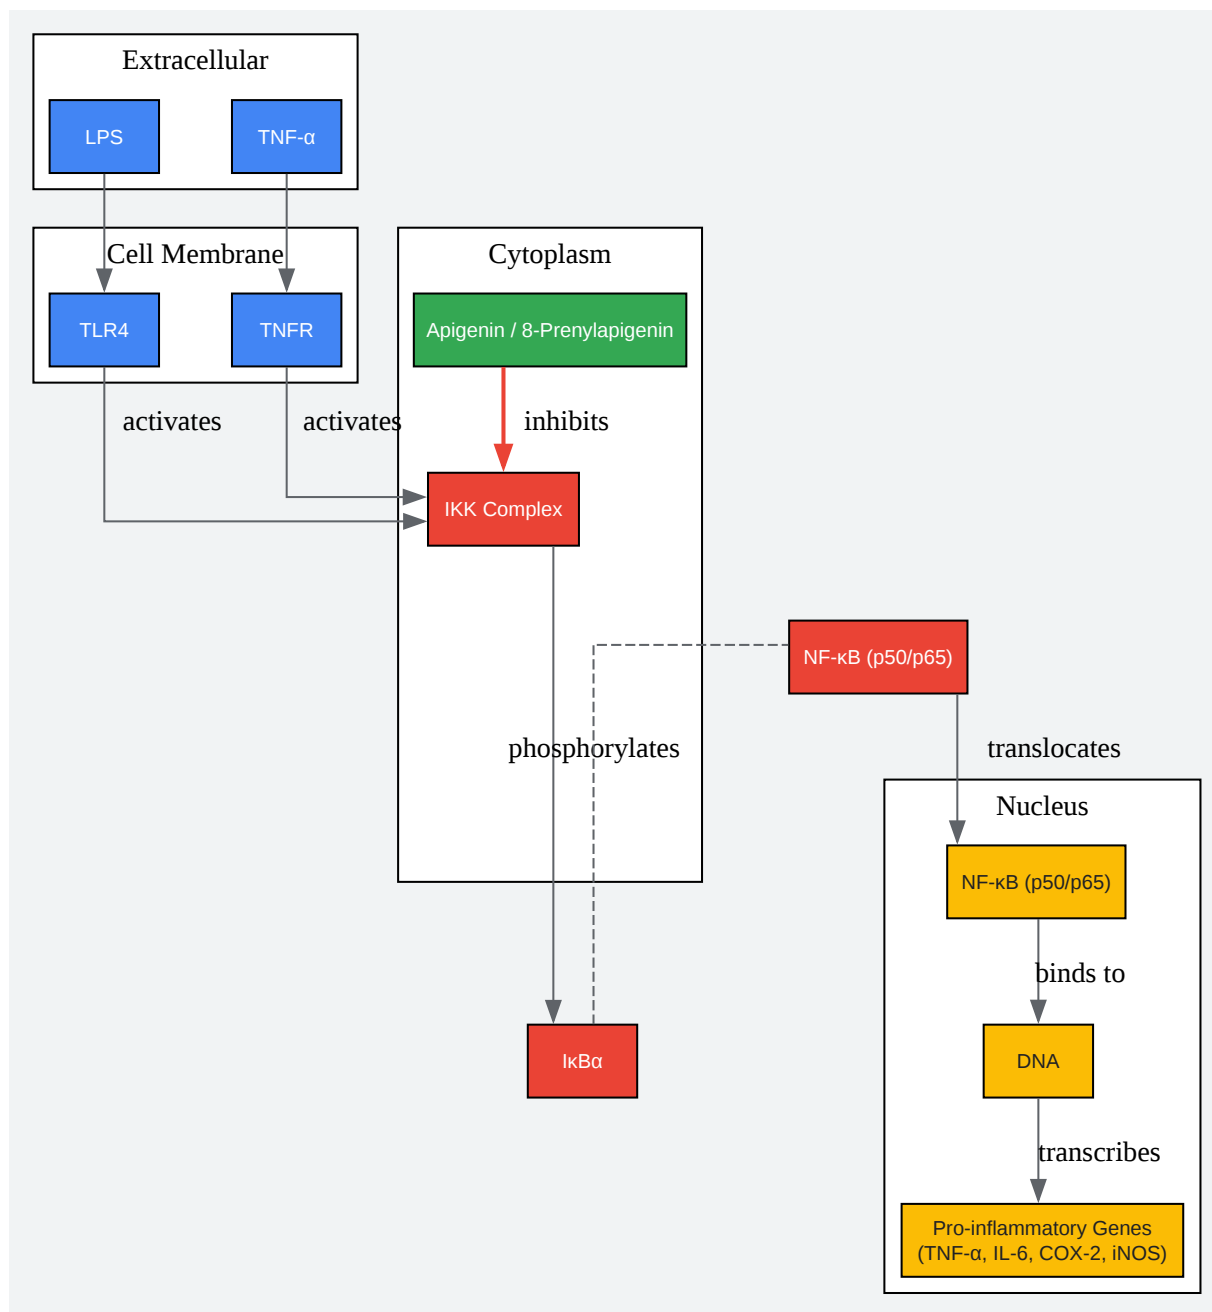 Extracellular
LPS
TNF-α
Cell Membrane
Cytoplasm
TLR4
TNFR
Apigenin / 8-Prenylapigenin
activates
activates
inhibits
IKK Complex
NF-κB (p50/p65)
phosphorylates
translocates
Nucleus
NF-κB (p50/p65)
binds to
IκBα
DNA
transcribes
Pro-inflammatory Genes
(TNF-α, IL-6, COX-2, iNOS)